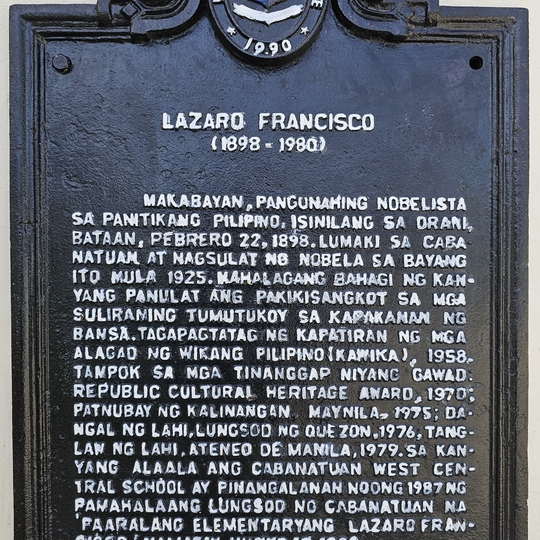 1990
LAZARO FRANCISCO
(1898 - 1980)
MAKABAYAN, PANGUNAHING NOBELISTA
SA PANITIKANG PILIPINO. ISINILANG SA ORANI,
BATAAN, PEBRERO 22, 1898. LUMAKI SA CABA-
NATUAN AT NAGSULAT NG NOBELA SA BAYANG
ITO MULA 1925. MAHALAGANG BAHAGI NG KAN-
YANG PANULAT ANG PAKIKISANGKOT SA MGA
SULIRANING TUMUTUKOY SA KAPAKANAN NG
BANSA. TAGAPAGTATAG NG KAPATIRAN NG MGA
ALAGAD NG WIKANG PILIPINO (KAWIKA), 1958.
TAMPOK SA MGA TINANGGAP NIYANG GAWAD:
REPUBLIC CULTURAL HERITAGE AWARD, 1970;
PATNUBAY NG KALINANGAN, MAYNILA, 1975; DA-
NGAL NG LAHI, LUNGSOD NG QUEZON, 1976, TANG-
LAW NG LAHI, ATENEO DE MANILA, 1979. SA KAN-
YANG ALAALA ANG CABANATUAN WEST CEN-
TRAL SCHOOL AY PINANGALANAN NOONG 1987 NG
PAMAHALAANG LUNGSOD NG CABANATUAN NA
'PAARALANG ELEMENTARYANG LAZARO FRAN-